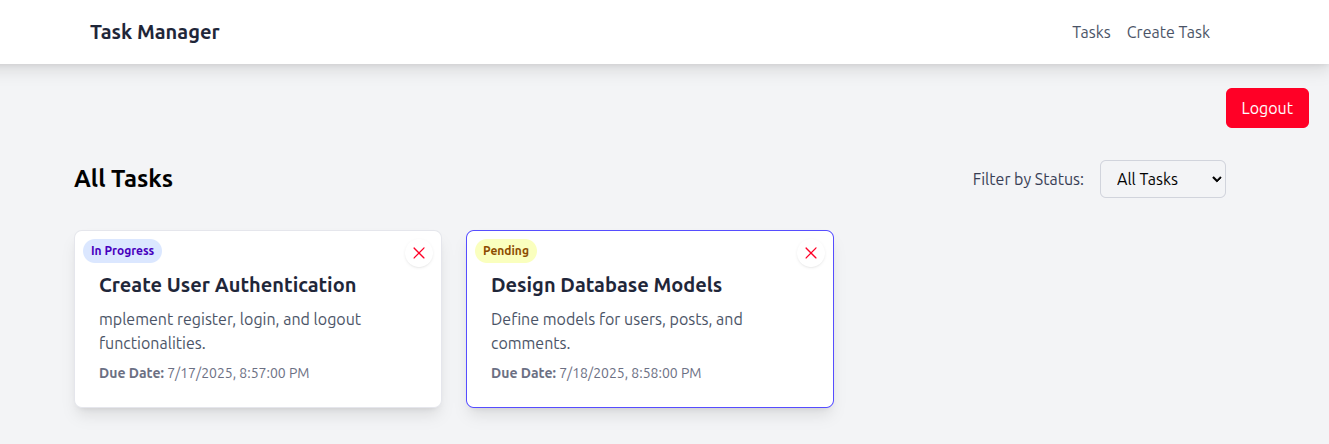 Task Manager
Tasks
Create Task
Logout
All Tasks
Filter by Status:
All Tasks
In Progress
Create User Authentication
mplement register, login, and logout
functionalities.
Due Date: 7/17/2025, 8:57:00 PM
Pending
Design Database Models
Define models for users, posts, and
comments.
Due Date: 7/18/2025, 8:58:00 PM